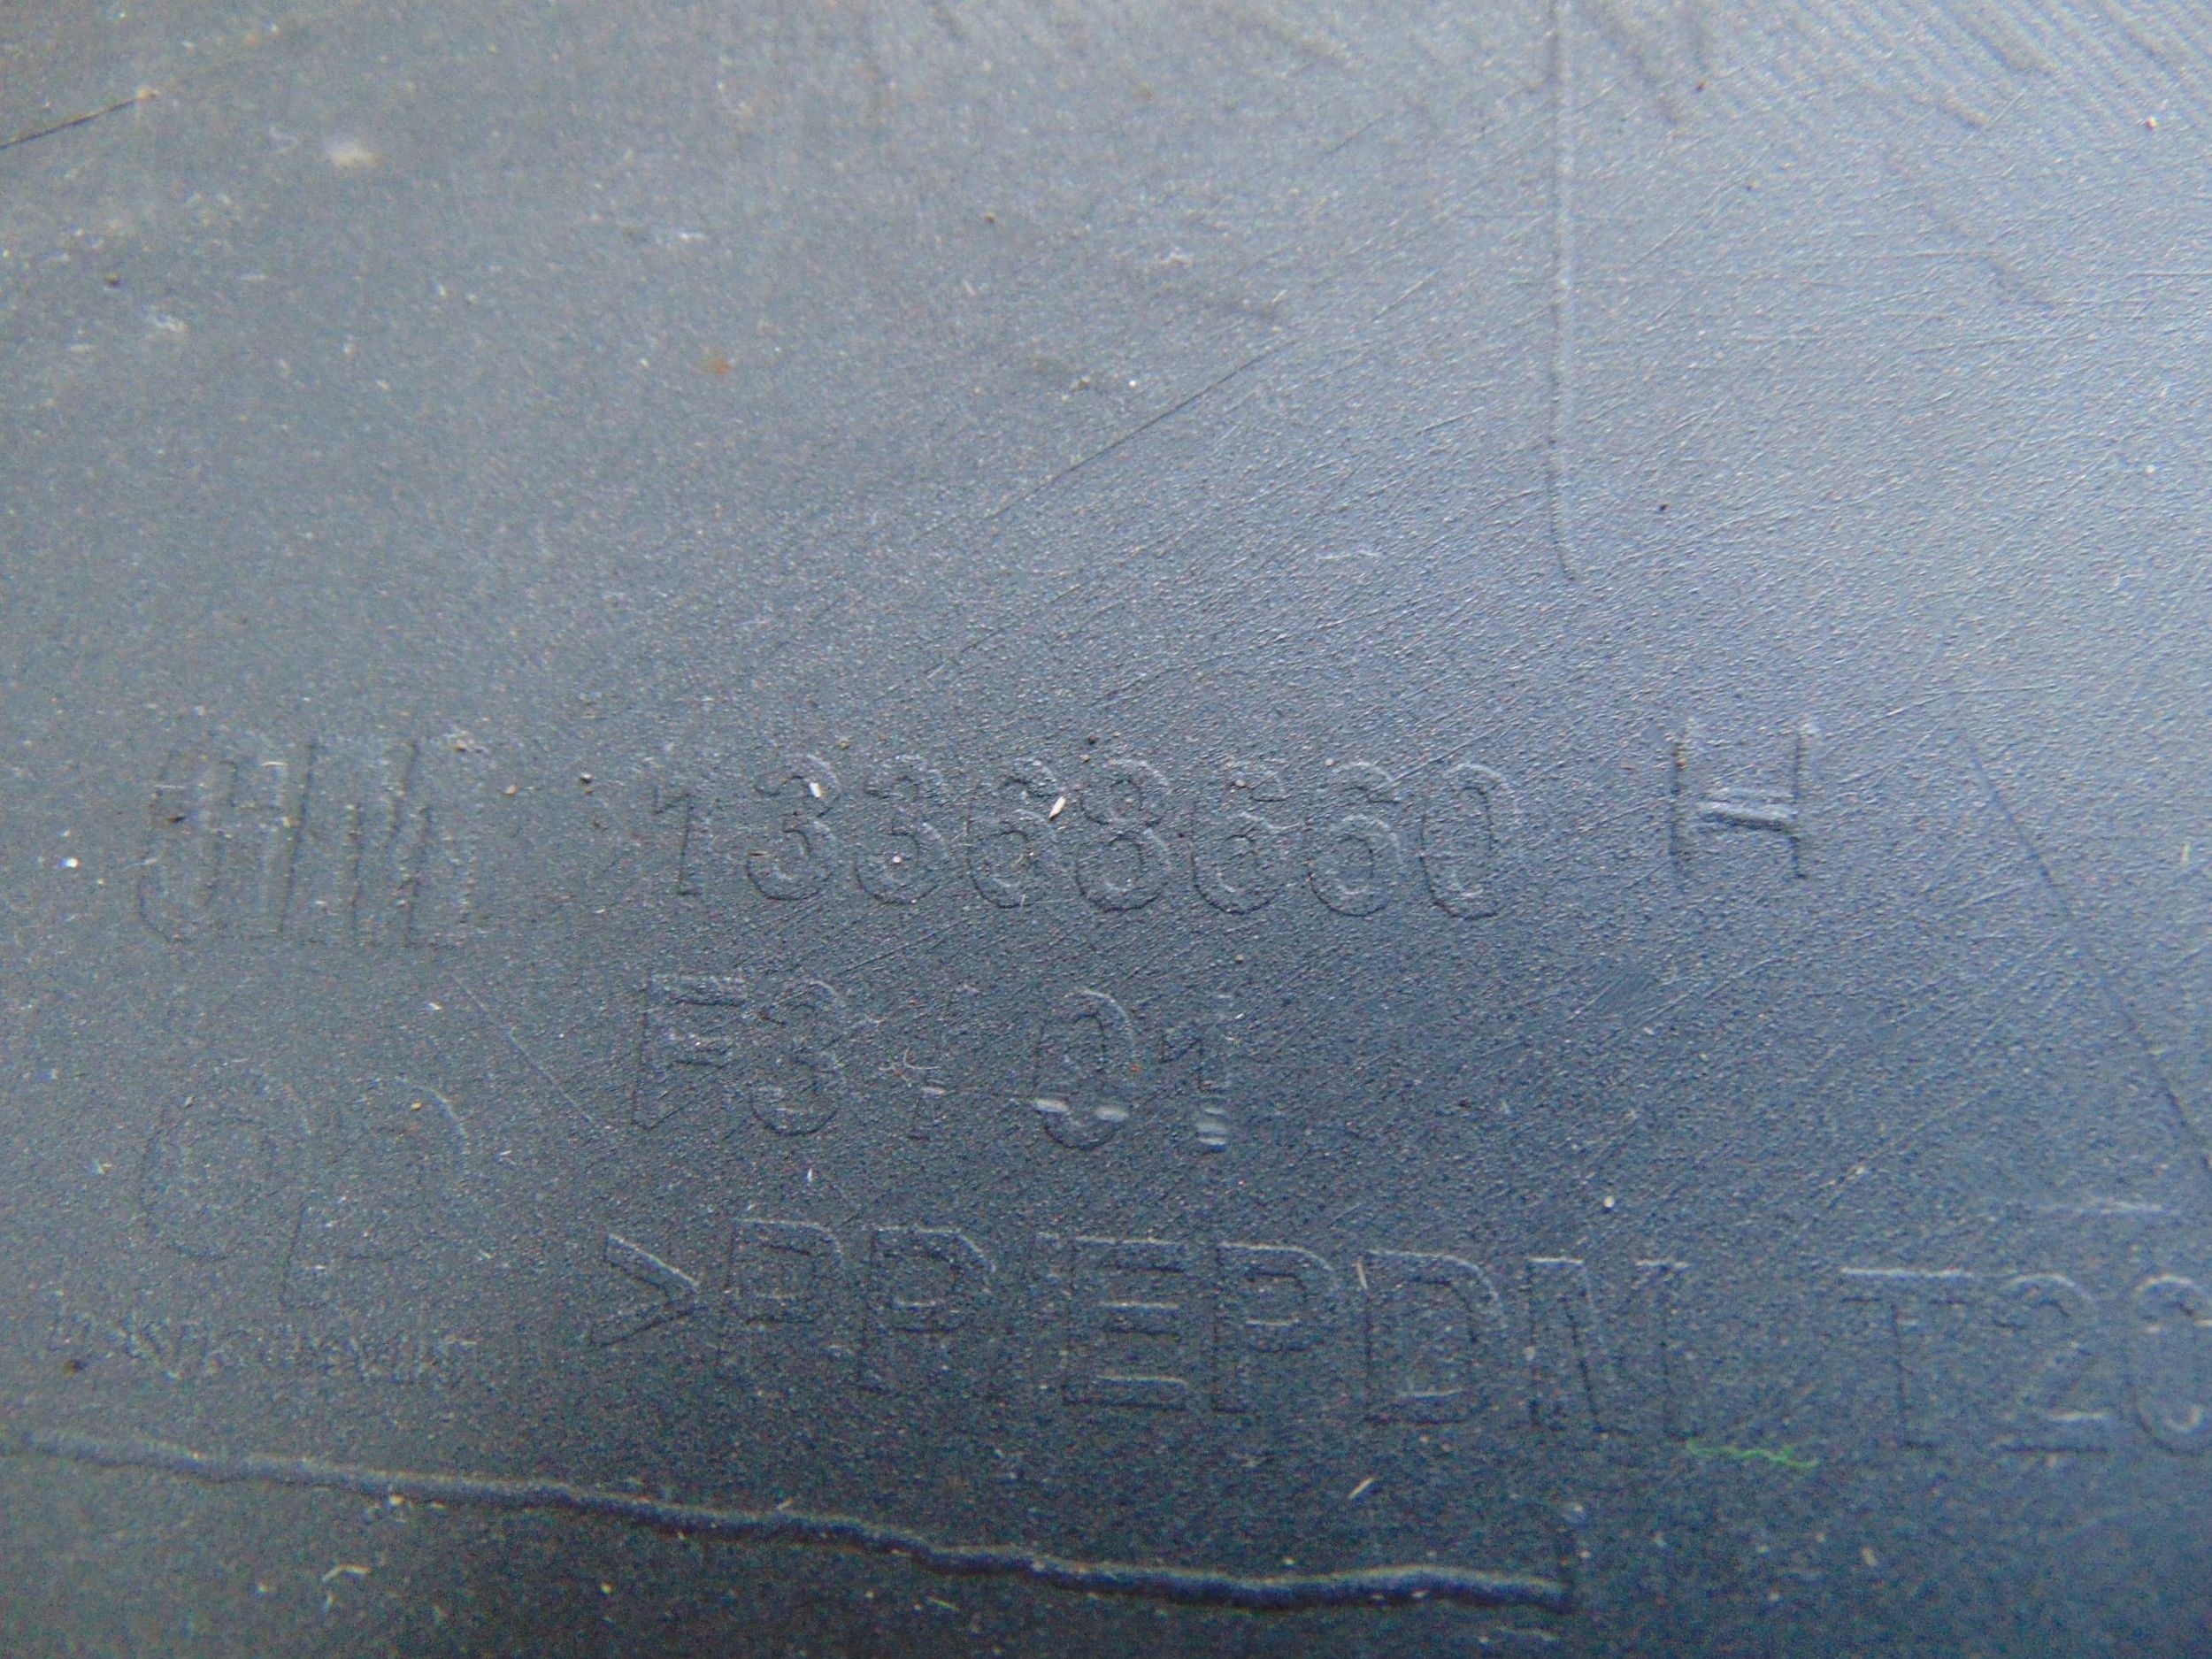 GM 13368660 H
F3 . 01
>PP/EPDM T20